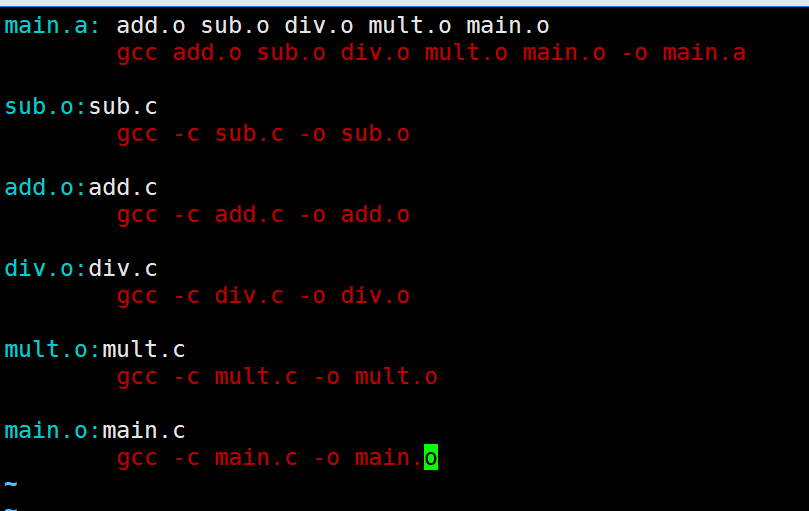 main.a: add.o sub.o div.o mult.o main.o
gcc add.o sub.o div.o mult.o main.o -o main.a
sub.o:sub.c
gcc -c sub.c -o sub.o
add.o:add.c
gcc -c add.c -o add.o
div.o:div.c
gcc -c div.c -o div.o
mult.o:mult.c
gcc -c mult.c -o mult.o
main.o:main.c
gcc -c main.c -o main.o
~
~